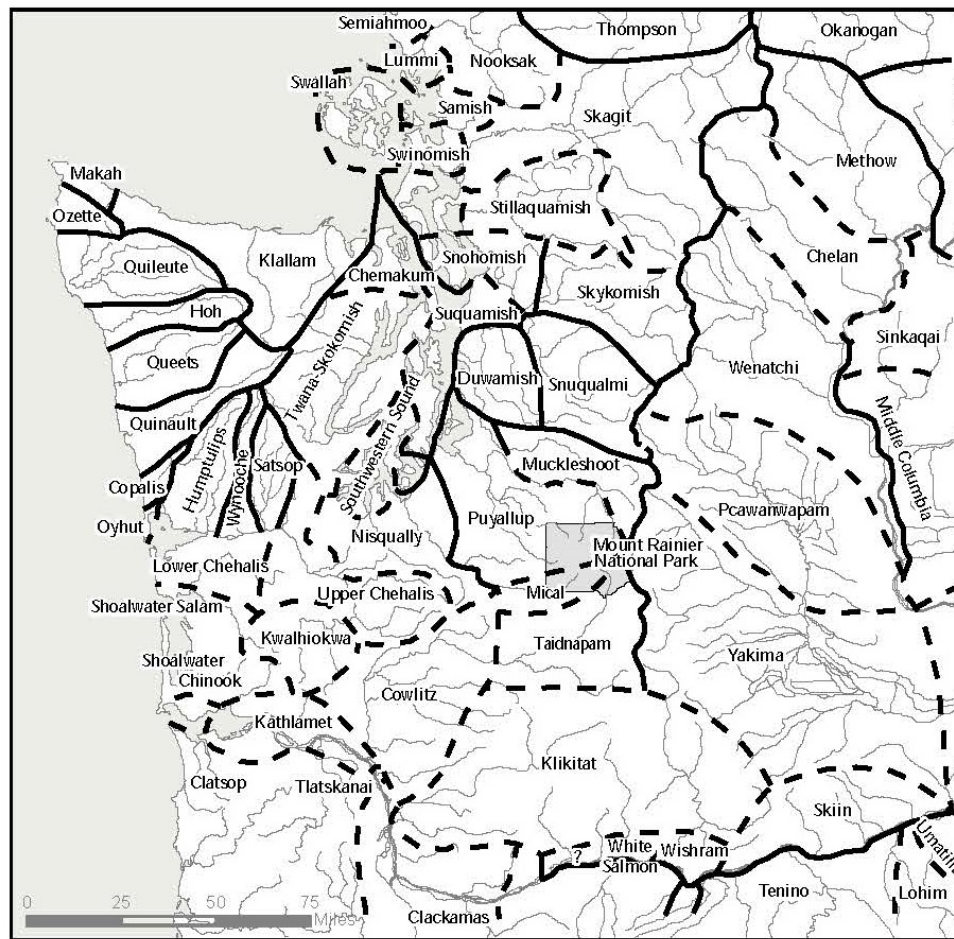 Semiahmoo
Thompson
Okanogan
Lummi
Nooksak
Swallah
Samish
Skagit
Swinomish
Methow
Makah
Ozette
Stillaquamish
Quileute
Klallam
Chemakum
Snohomish
Chelan
Hoh
Suquamish
Skykomish
Sinkaqai
Queets
Twana-Skokomish
Duwamish
Snuqualmi
Wenatchi
Quinault
Southwestern Sound
Middle Columbia
Humptulips
Wynooche
Satsop
Muckleshoot
Copalis
Puyallup
Pcawanwapam
Oyhut
Nisqually
Mount Rainier
National Park
Lower Chehalis
Upper Chehalis
Mical
Shoalwater Salam
Kwalhiokwa
Taidnapam
Yakima
Shoalwater
Chinook
Cowlitz
Kathlamet
Klikitat
Clatsop
Tlatskanai
Skiin
White
Salmon
Wishram
?
Tenino
Lohim
Clackamas
0 25 50 75
Miles